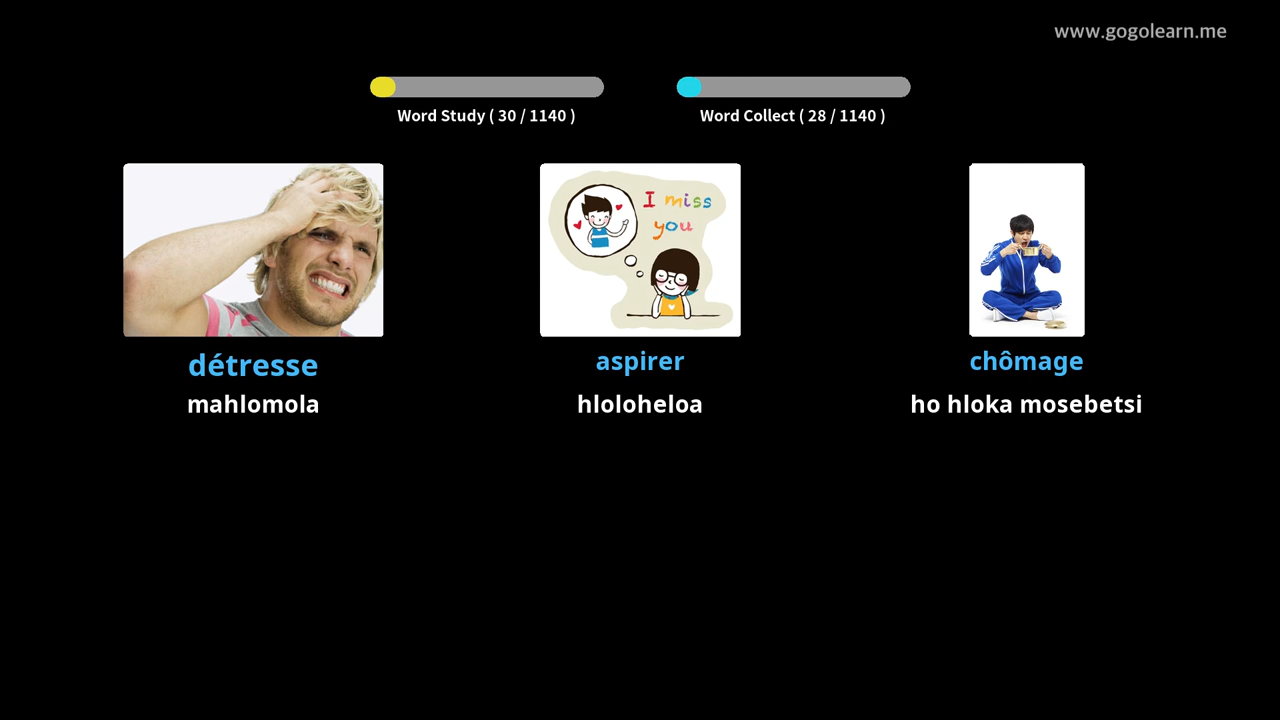 www.gogolearn.me
Word Study ( 30 / 1140 )
Word Collect ( 28 / 1140 )
I miss
you
détresse
aspirer
chômage
mahlomola
hloloheloa
ho hloka mosebetsi